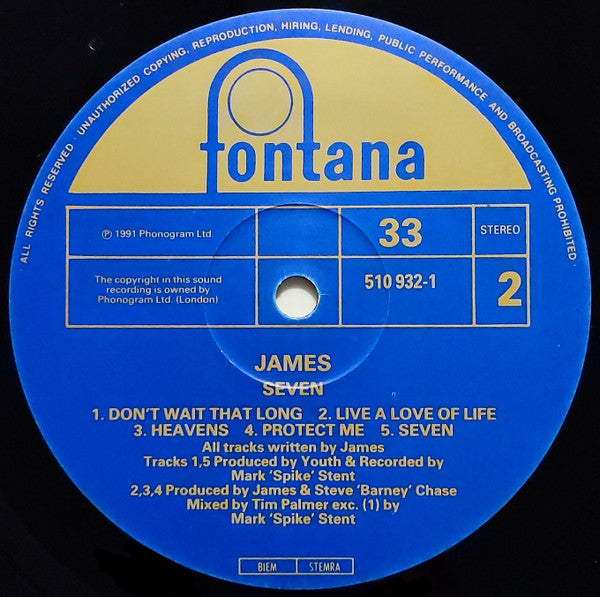 ALL RIGHTS RESERVED · UNAUTHORIZED COPYING, REPRODUCTION, HIRING, LENDING, PUBLIC PERFORMANCE AND BROADCASTING PROHIBITED ·
fontana
℗ 1991 Phonogram Ltd.
33
STEREO
The copyright in this sound
recording is owned by
Phonogram Ltd. (London)
510 932-1
2
JAMES
SEVEN
1. DON'T WAIT THAT LONG 2. LIVE A LOVE OF LIFE
3. HEAVENS 4. PROTECT ME 5. SEVEN
All tracks written by James
Tracks 1,5 Produced by Youth & Recorded by
Mark 'Spike' Stent
2,3,4 Produced by James & Steve 'Barney' Chase
Mixed by Tim Palmer exc. (1) by
Mark 'Spike' Stent
BIEM STEMRA